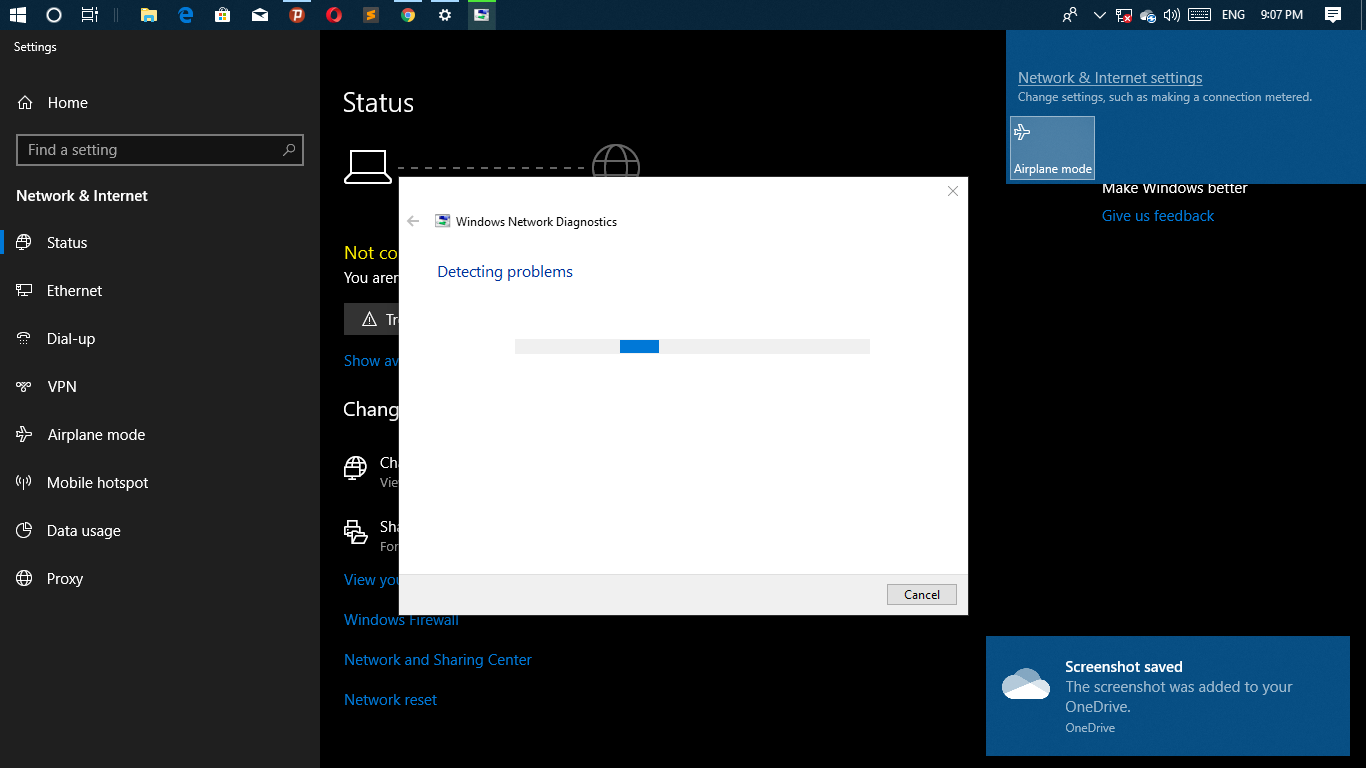 ENG 9:07 PM
Settings
Home
Find a setting
Network & Internet
Status
Ethernet
Dial-up
VPN
Airplane mode
Mobile hotspot
Data usage
Proxy
Status
Not co
You aren
Tr
Show av
Chang
Cha
Vie
Sha
For
View you
Windows Firewall
Network and Sharing Center
Network reset
Windows Network Diagnostics
Detecting problems
Cancel
Network & Internet settings
Change settings, such as making a connection metered.
Airplane mode
Make Windows better
Give us feedback
Screenshot saved
The screenshot was added to your
OneDrive.
OneDrive